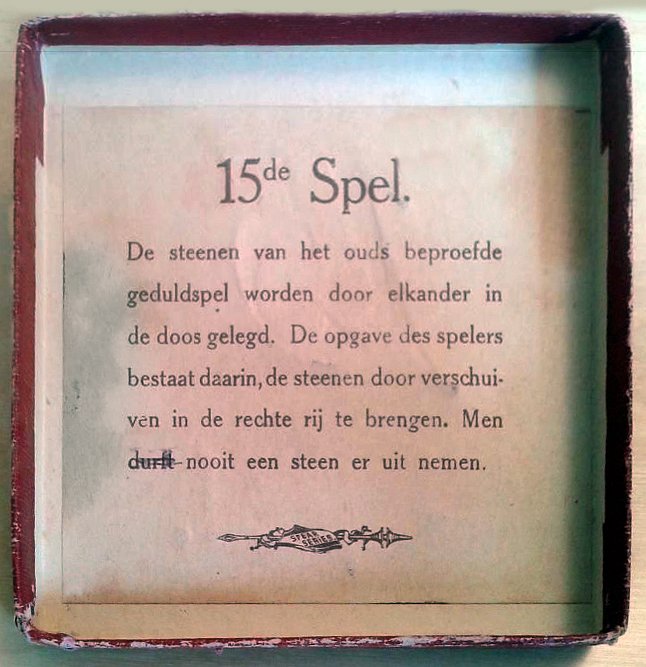 15de Spel.
De steenen van het ouds beproefde
geduldspel worden door elkander in
de doos gelegd. De opgave des spelers
bestaat daarin, de steenen door verschui-
ven in de rechte rij te brengen. Men
durft nooit een steen er uit nemen.
SPEAR
SERIES